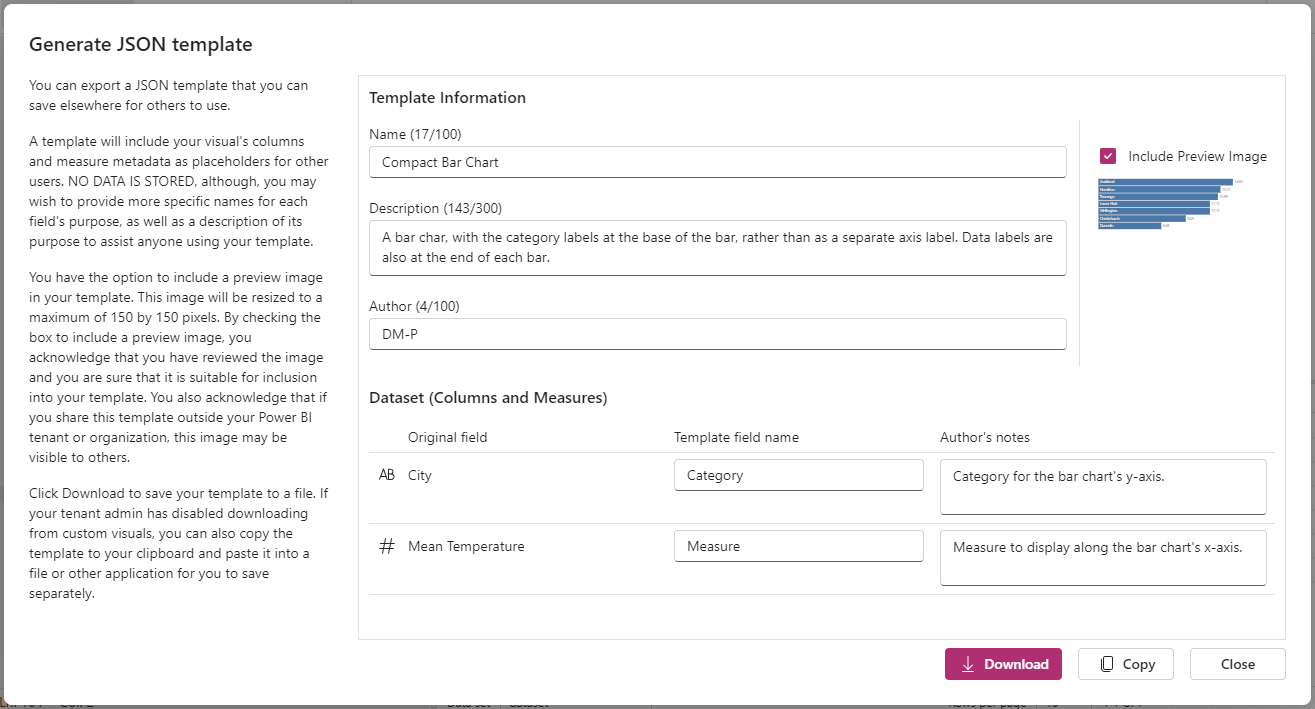 Generate JSON template
You can export a JSON template that you can
save elsewhere for others to use.
A template will include your visual's columns
and measure metadata as placeholders for other
users. NO DATA IS STORED, although, you may
wish to provide more specific names for each
field's purpose, as well as a description of its
purpose to assist anyone using your template.
You have the option to include a preview image
in your template. This image will be resized to a
maximum of 150 by 150 pixels. By checking the
box to include a preview image, you
acknowledge that you have reviewed the image
and you are sure that it is suitable for inclusion
into your template. You also acknowledge that if
you share this template outside your Power BI
tenant or organization, this image may be
visible to others.
Click Download to save your template to a file. If
your tenant admin has disabled downloading
from custom visuals, you can also copy the
template to your clipboard and paste it into a
file or other application for you to save
separately.
Template Information
Name (17/100)
Compact Bar Chart
Description (143/300)
A bar char, with the category labels at the base of the bar, rather than as a separate axis label. Data labels are
also at the end of each bar.
Author (4/100)
DM-P
Include Preview Image
Dataset (Columns and Measures)
Original field Template field name Author's notes
AB City Category Category for the bar chart's y-axis.
# Mean Temperature Measure Measure to display along the bar chart's x-axis.
Download Copy Close